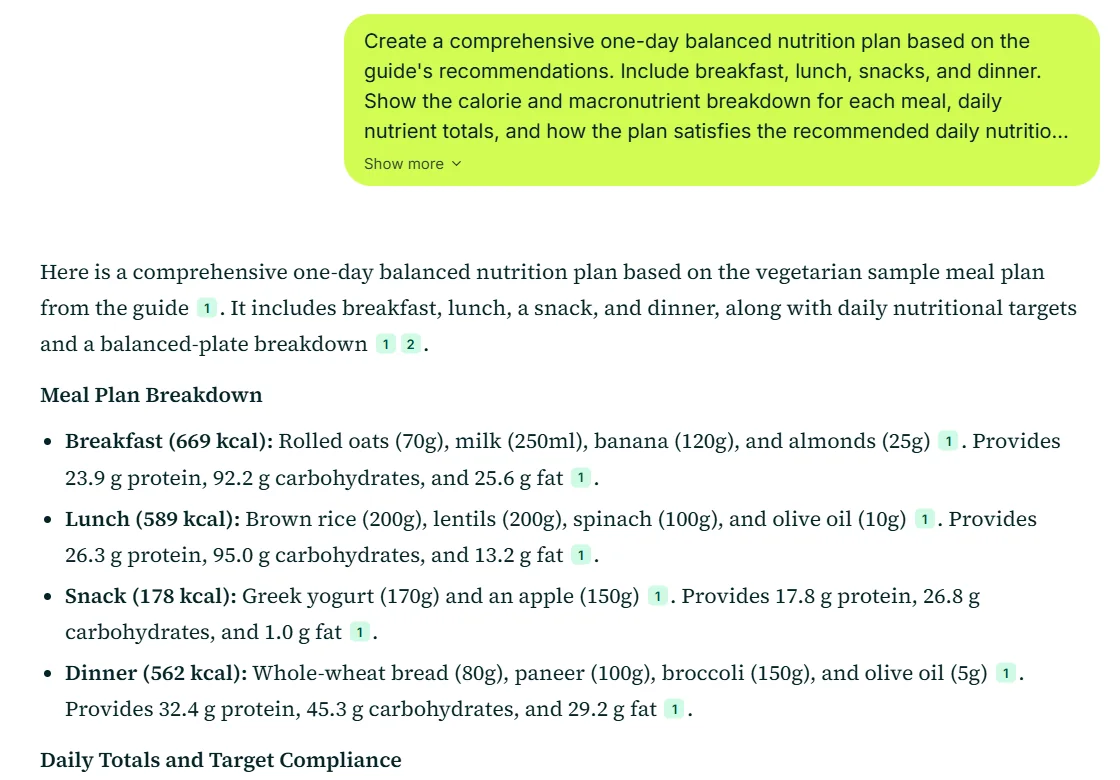 Create a comprehensive one-day balanced nutrition plan based on the
guide's recommendations. Include breakfast, lunch, snacks, and dinner.
Show the calorie and macronutrient breakdown for each meal, daily
nutrient totals, and how the plan satisfies the recommended daily nutritio...
Show more
Here is a comprehensive one-day balanced nutrition plan based on the vegetarian sample meal plan
from the guide 1. It includes breakfast, lunch, a snack, and dinner, along with daily nutritional targets
and a balanced-plate breakdown 1 2.
Meal Plan Breakdown
• Breakfast (669 kcal): Rolled oats (70g), milk (250ml), banana (120g), and almonds (25g) 1. Provides
23.9 g protein, 92.2 g carbohydrates, and 25.6 g fat 1.
• Lunch (589 kcal): Brown rice (200g), lentils (200g), spinach (100g), and olive oil (10g) 1. Provides
26.3 g protein, 95.0 g carbohydrates, and 13.2 g fat 1.
• Snack (178 kcal): Greek yogurt (170g) and an apple (150g) 1. Provides 17.8 g protein, 26.8 g
carbohydrates, and 1.0 g fat 1.
• Dinner (562 kcal): Whole-wheat bread (80g), paneer (100g), broccoli (150g), and olive oil (5g) 1.
Provides 32.4 g protein, 45.3 g carbohydrates, and 29.2 g fat 1.
Daily Totals and Target Compliance